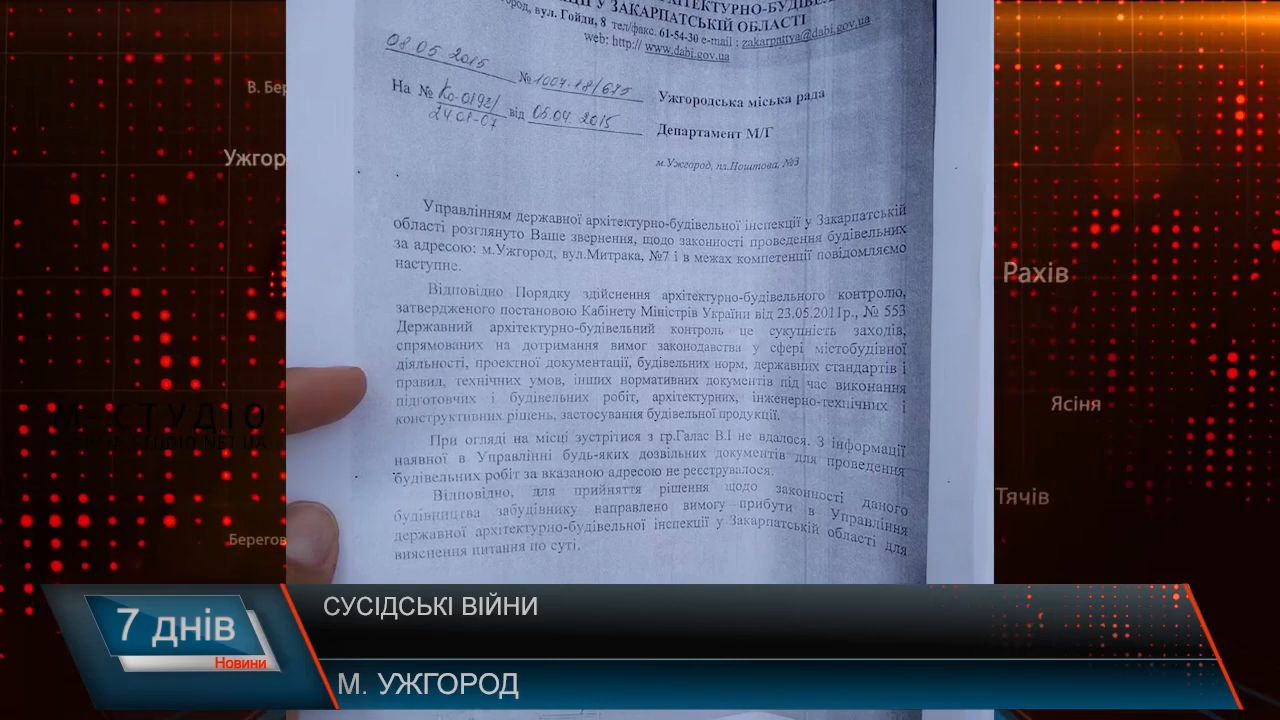 У ЗАКАРПАТСЬКІЙ ОБЛАСТІ
вул. Гойди, 8 тел/факс. 61-54-30 e-mail : zakarpattya@dabi.gov.ua
web: http:// www.dabi.gov.ua
08.05 2015 № 1007.18/675
На № від 05.04 2015
24.01-07
Ужгородська міська рада
Департамент М/Г
м.Ужгород, пл.Поштова, №3
Управлінням державної архітектурно-будівельної інспекції у Закарпатській
області розглянуто Ваше звернення, щодо законності проведення будівельних
за адресою: м.Ужгород, вул.Митрака, №7 і в межах компетенції повідомляємо
наступне.
Відповідно Порядку здійснення архітектурно-будівельного контролю,
затвердженого постановою Кабінету Міністрів України від 23.05.2011р., № 553
Державний архітектурно-будівельний контроль це сукупність заходів,
спрямованих на дотримання вимог законодавства у сфері містобудівної
діяльності, проектної документації, будівельних норм, державних стандартів і
правил, технічних умов, інших нормативних документів під час виконання
підготовчих і будівельних робіт, архітектурних, інженерно-технічних і
конструктивних рішень, застосування будівельної продукції.
При огляді на місці зустрітися з гр.Галас В.І не вдалося. З інформації
наявної в Управлінні будь-яких дозвільних документів для проведення
будівельних робіт за вказаною адресою не реєструвалося.
Відповідно, для прийняття рішення щодо законності даного
будівництва забудівнику направлено вимогу прибути в Управління
державної архітектурно-будівельної інспекції у Закарпатській області для
вияснення питання по суті.
В. Бер
Ужгор
М-СТУДІО
Берегов
Рахів
Ясіня
Тячів
7 днів
Новини
СУСІДСЬКІ ВІЙНИ
М. УЖГОРОД